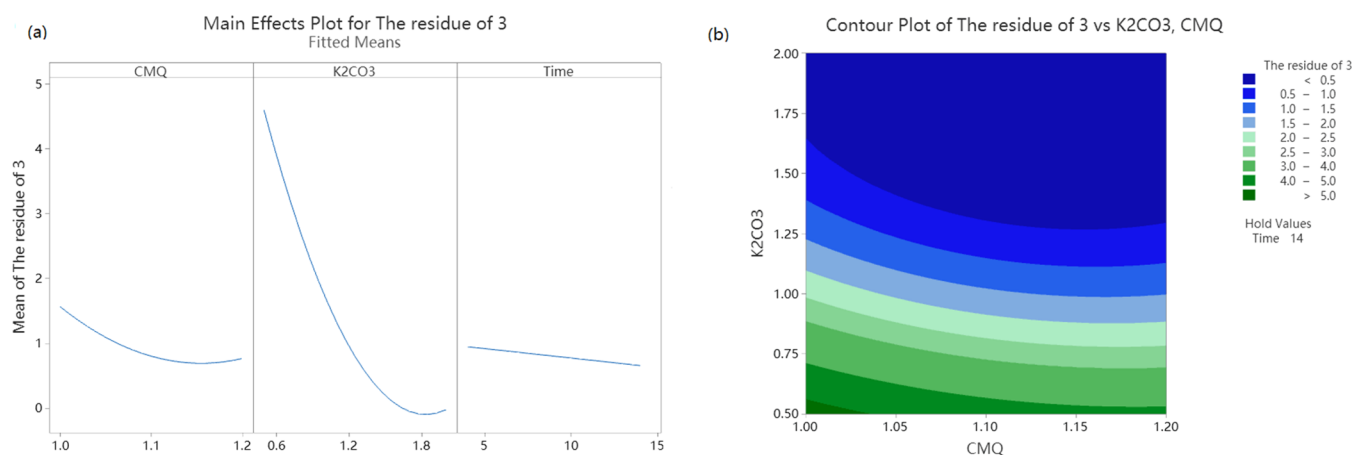 (a)
Main Effects Plot for The residue of 3
Fitted Means
CMQ K2CO3 Time
Mean of The residue of 3
5
4
3
2
1
0
1.0 1.1 1.2 0.6 1.2 1.8 5 10 15
(b)
Contour Plot of The residue of 3 vs K2CO3, CMQ
K2CO3
2.00
1.75
1.50
1.25
1.00
0.75
0.50
1.00 1.05 1.10 1.15 1.20
CMQ
The residue of 3
< 0.5
0.5 – 1.0
1.0 – 1.5
1.5 – 2.0
2.0 – 2.5
2.5 – 3.0
3.0 – 4.0
4.0 – 5.0
> 5.0
Hold Values
Time 14